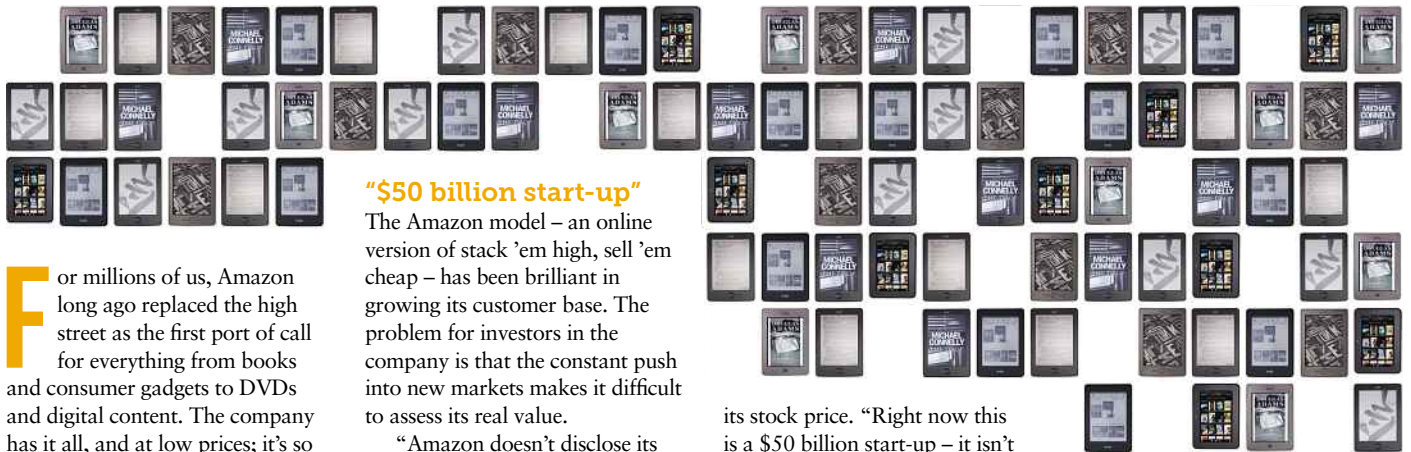 For millions of us, Amazon
long ago replaced the high
street as the first port of call
for everything from books
and consumer gadgets to DVDs
and digital content. The company
has it all, and at low prices; it’s so
“$50 billion start-up”
The Amazon model – an online
version of stack ’em high, sell ’em
cheap – has been brilliant in
growing its customer base. The
problem for investors in the
company is that the constant push
into new markets makes it difficult
to assess its real value.
“Amazon doesn’t disclose its
its stock price. “Right now this
is a $50 billion start-up – it isn’t